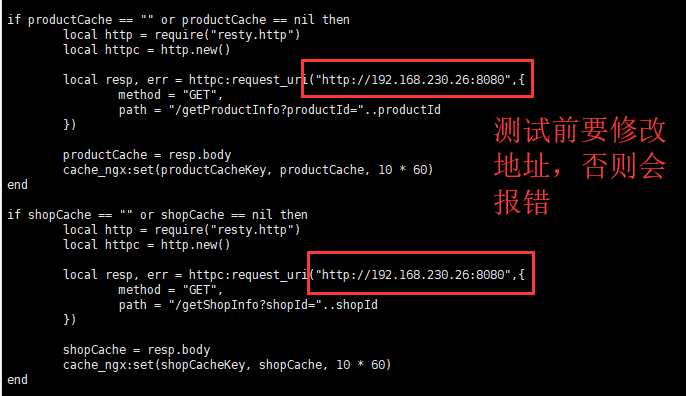 if productCache == "" or productCache == nil then
        local http = require("resty.http")
        local httpc = http.new()

        local resp, err = httpc:request_uri("http://192.168.230.26:8080",{
                method = "GET",
                path = "/getProductInfo?productId="..productId
        })

        productCache = resp.body
        cache_ngx:set(productCacheKey, productCache, 10 * 60)
end

if shopCache == "" or shopCache == nil then
        local http = require("resty.http")
        local httpc = http.new()

        local resp, err = httpc:request_uri("http://192.168.230.26:8080",{
                method = "GET",
                path = "/getShopInfo?shopId="..shopId
        })

        shopCache = resp.body
        cache_ngx:set(shopCacheKey, shopCache, 10 * 60)
end
测试前要修改
地址，否则会
报错